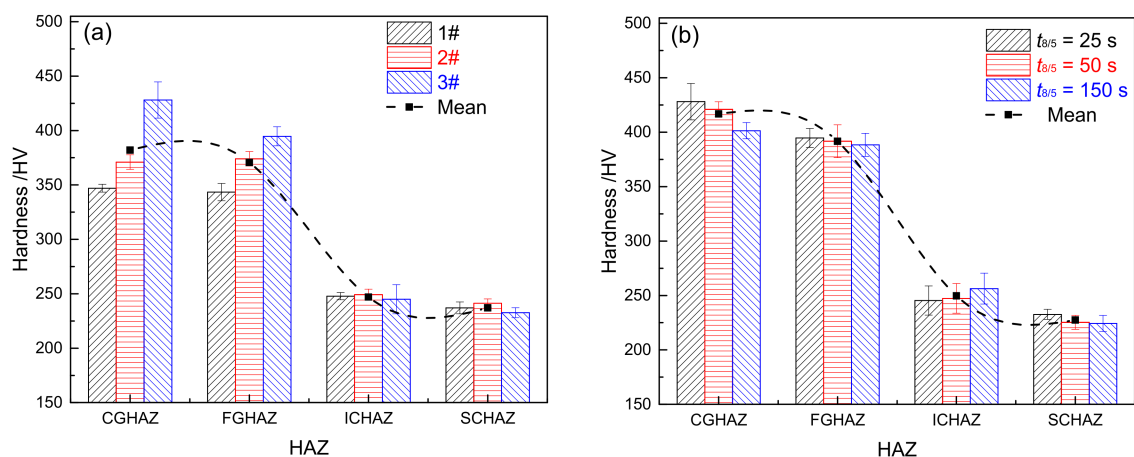 (a)
1#
2#
3#
Mean
500
450
400
350
300
250
200
150
Hardness /HV
CGHAZ FGHAZ ICHAZ SCHAZ
HAZ
(b)
t8/5 = 25 s
t8/5 = 50 s
t8/5 = 150 s
Mean
500
450
400
350
300
250
200
150
Hardness /HV
CGHAZ FGHAZ ICHAZ SCHAZ
HAZ